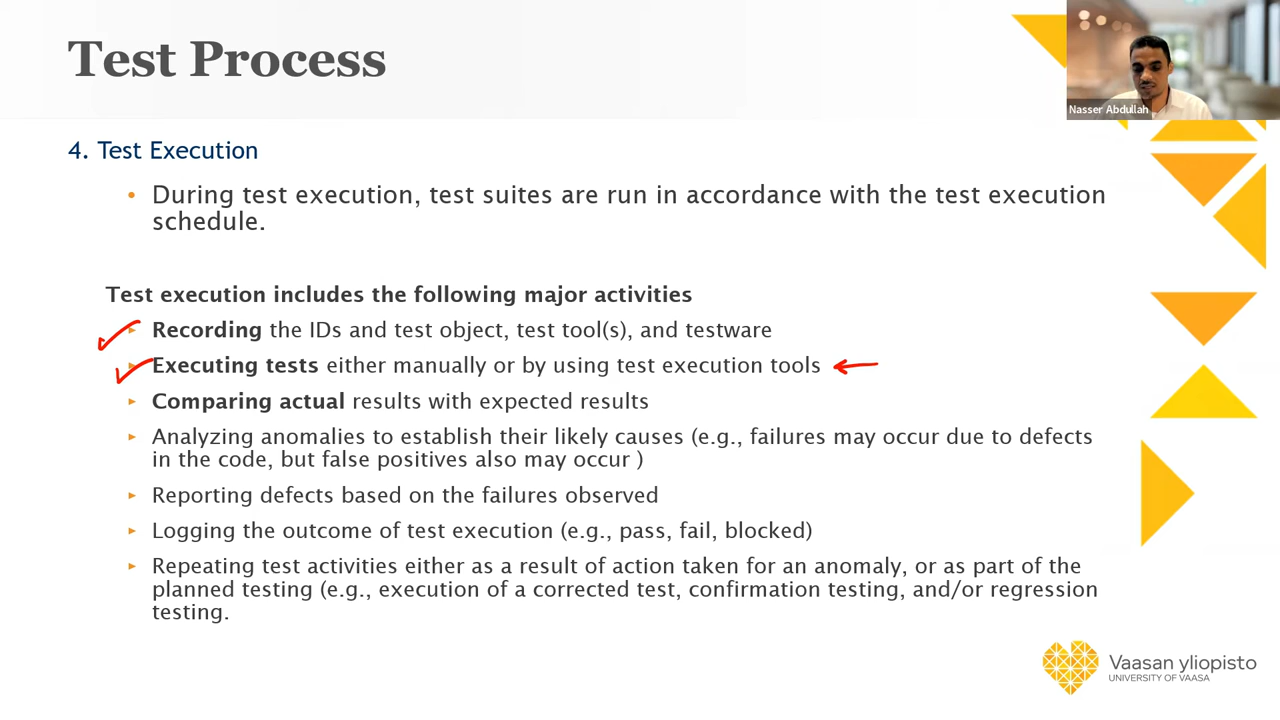 Test Process
Nasser Abdullah
4. Test Execution
• During test execution, test suites are run in accordance with the test execution
schedule.
Test execution includes the following major activities
► Recording the IDs and test object, test tool(s), and testware
► Executing tests either manually or by using test execution tools
► Comparing actual results with expected results
► Analyzing anomalies to establish their likely causes (e.g., failures may occur due to defects
in the code, but false positives also may occur )
► Reporting defects based on the failures observed
► Logging the outcome of test execution (e.g., pass, fail, blocked)
► Repeating test activities either as a result of action taken for an anomaly, or as part of the
planned testing (e.g., execution of a corrected test, confirmation testing, and/or regression
testing.
Vaasan yliopisto
UNIVERSITY OF VAASA